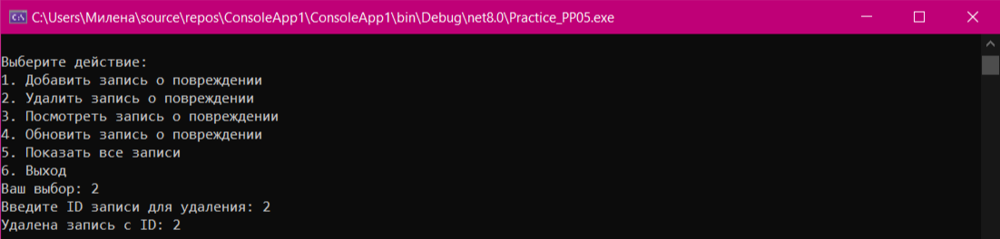 C:\Users\Милена\source\repos\ConsoleApp1\ConsoleApp1\bin\Debug\net8.0\Practice_PP05.exe
Выберите действие:
1. Добавить запись о повреждении
2. Удалить запись о повреждении
3. Посмотреть запись о повреждении
4. Обновить запись о повреждении
5. Показать все записи
6. Выход
Ваш выбор: 2
Введите ID записи для удаления: 2
Удалена запись с ID: 2